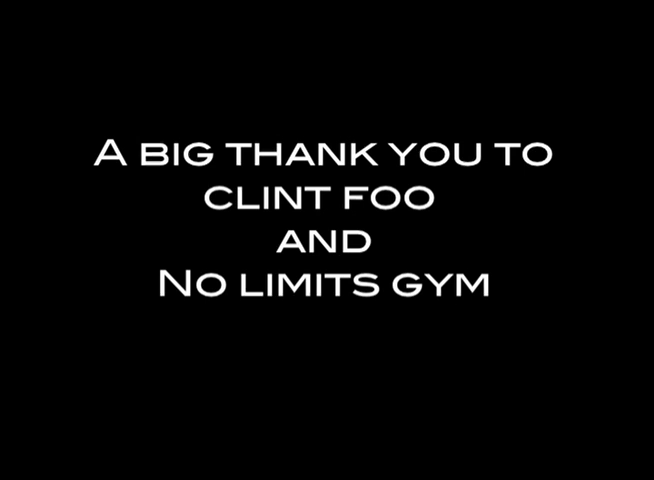 A BIG THANK YOU TO
CLINT FOO
AND
NO LIMITS GYM